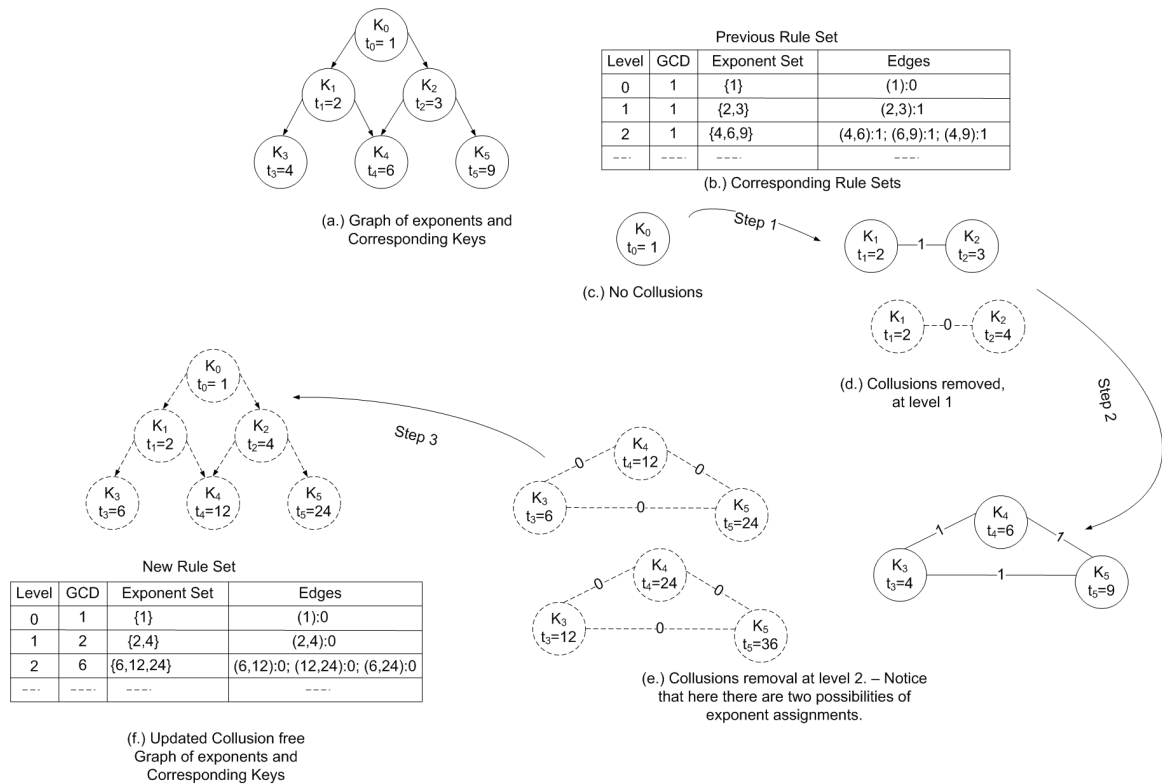 K0
t0= 1
K1
t1=2
K2
t2=3
K3
t3=4
K4
t4=6
K5
t5=9
(a.) Graph of exponents and
Corresponding Keys
Previous Rule Set
Level GCD Exponent Set Edges
0 1 {1} (1):0
1 1 {2,3} (2,3):1
2 1 {4,6,9} (4,6):1; (6,9):1; (4,9):1
(b.) Corresponding Rule Sets
K0
t0= 1
Step 1
K1
t1=2
1
K2
t2=3
(c.) No Collusions
K1
t1=2
0
K2
t2=4
(d.) Collusions removed,
at level 1
Step 2
K4
t4=6
1
1
K3
t3=4
1
K5
t5=9
K4
t4=12
0
0
K3
t3=6
0
K5
t5=24
K4
t4=24
0
0
K3
t3=12
0
K5
t5=36
(e.) Collusions removal at level 2. – Notice
that here there are two possibilities of
exponent assignments.
Step 3
K0
t0= 1
K1
t1=2
K2
t2=4
K3
t3=6
K4
t4=12
K5
t5=24
New Rule Set
Level GCD Exponent Set Edges
0 1 {1} (1):0
1 2 {2,4} (2,4):0
2 6 {6,12,24} (6,12):0; (12,24):0; (6,24):0
(f.) Updated Collusion free
Graph of exponents and
Corresponding Keys